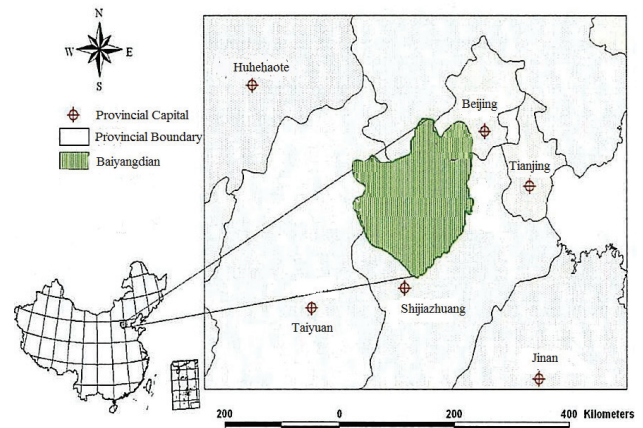 N
W E
S
Provincial Capital
Provincial Boundary
Baiyangdian
Huhehaote
Beijing
Tianjing
Shijiazhuang
Taiyuan
Jinan
200 0 200 400 Kilometers